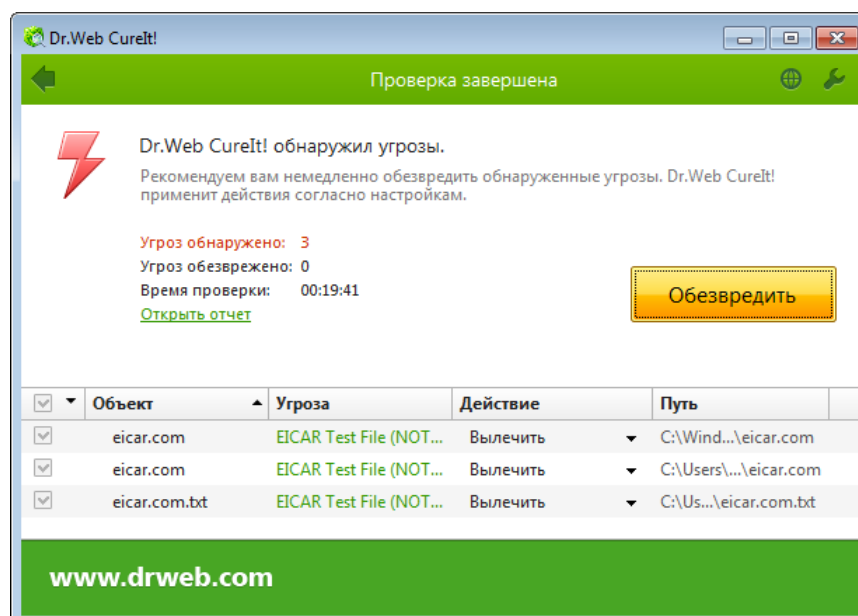 Dr.Web CureIt!
Проверка завершена
Dr.Web CureIt! обнаружил угрозы.
Рекомендуем вам немедленно обезвредить обнаруженные угрозы. Dr.Web CureIt!
применит действия согласно настройкам.
Угроз обнаружено: 3
Угроз обезврежено: 0
Время проверки: 00:19:41
Открыть отчет
Обезвредить
Объект Угроза Действие Путь
eicar.com EICAR Test File (NOT... Вылечить C:\Wind...\eicar.com
eicar.com EICAR Test File (NOT... Вылечить C:\Users\...\eicar.com
eicar.com.txt EICAR Test File (NOT... Вылечить C:\Us...\eicar.com.txt
www.drweb.com